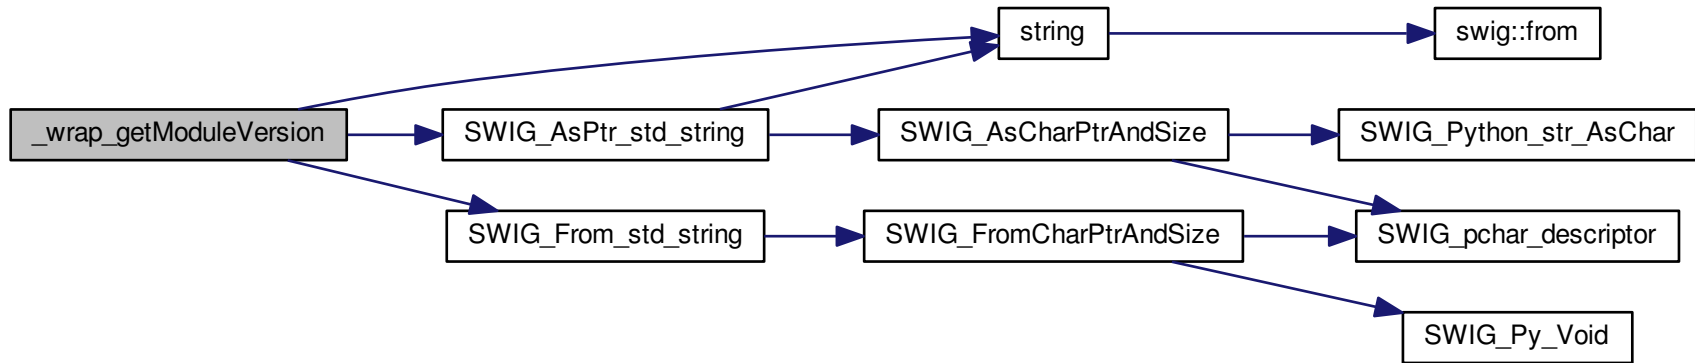 string
swig::from
_wrap_getModuleVersion
SWIG_AsPtr_std_string
SWIG_AsCharPtrAndSize
SWIG_Python_str_AsChar
SWIG_From_std_string
SWIG_FromCharPtrAndSize
SWIG_pchar_descriptor
SWIG_Py_Void